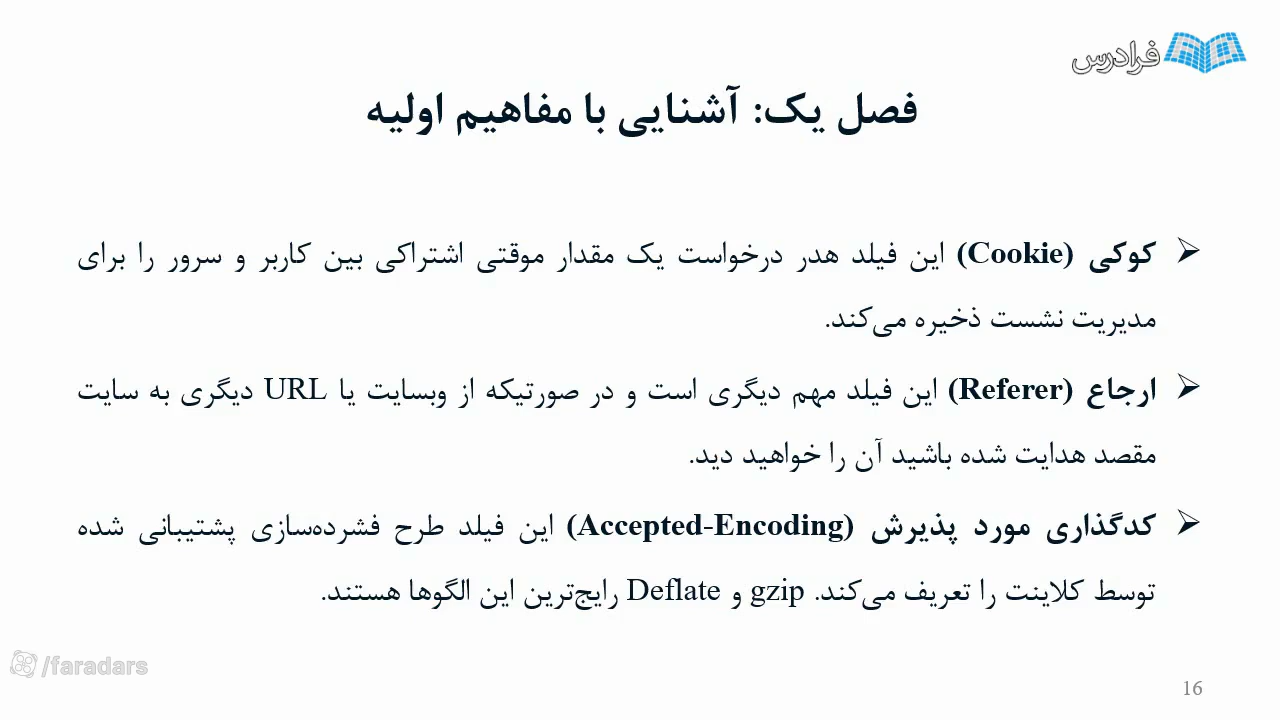 فرادرس
فصل یک: آشنایی با مفاهیم اولیه
➢ کوکی (Cookie) این فیلد هدر درخواست یک مقدار موقتی اشتراکی بین کاربر و سرور را برای
مدیریت نشست ذخیره می‌کند.
➢ ارجاع (Referer) این فیلد مهم دیگری است و در صورتیکه از وبسایت یا URL دیگری به سایت
مقصد هدایت شده باشید آن را خواهید دید.
➢ کدگذاری مورد پذیرش (Accepted-Encoding) این فیلد طرح فشرده‌سازی پشتیبانی شده
توسط کلاینت را تعریف می‌کند. gzip و Deflate رایج‌ترین این الگوها هستند.
/faradars
16